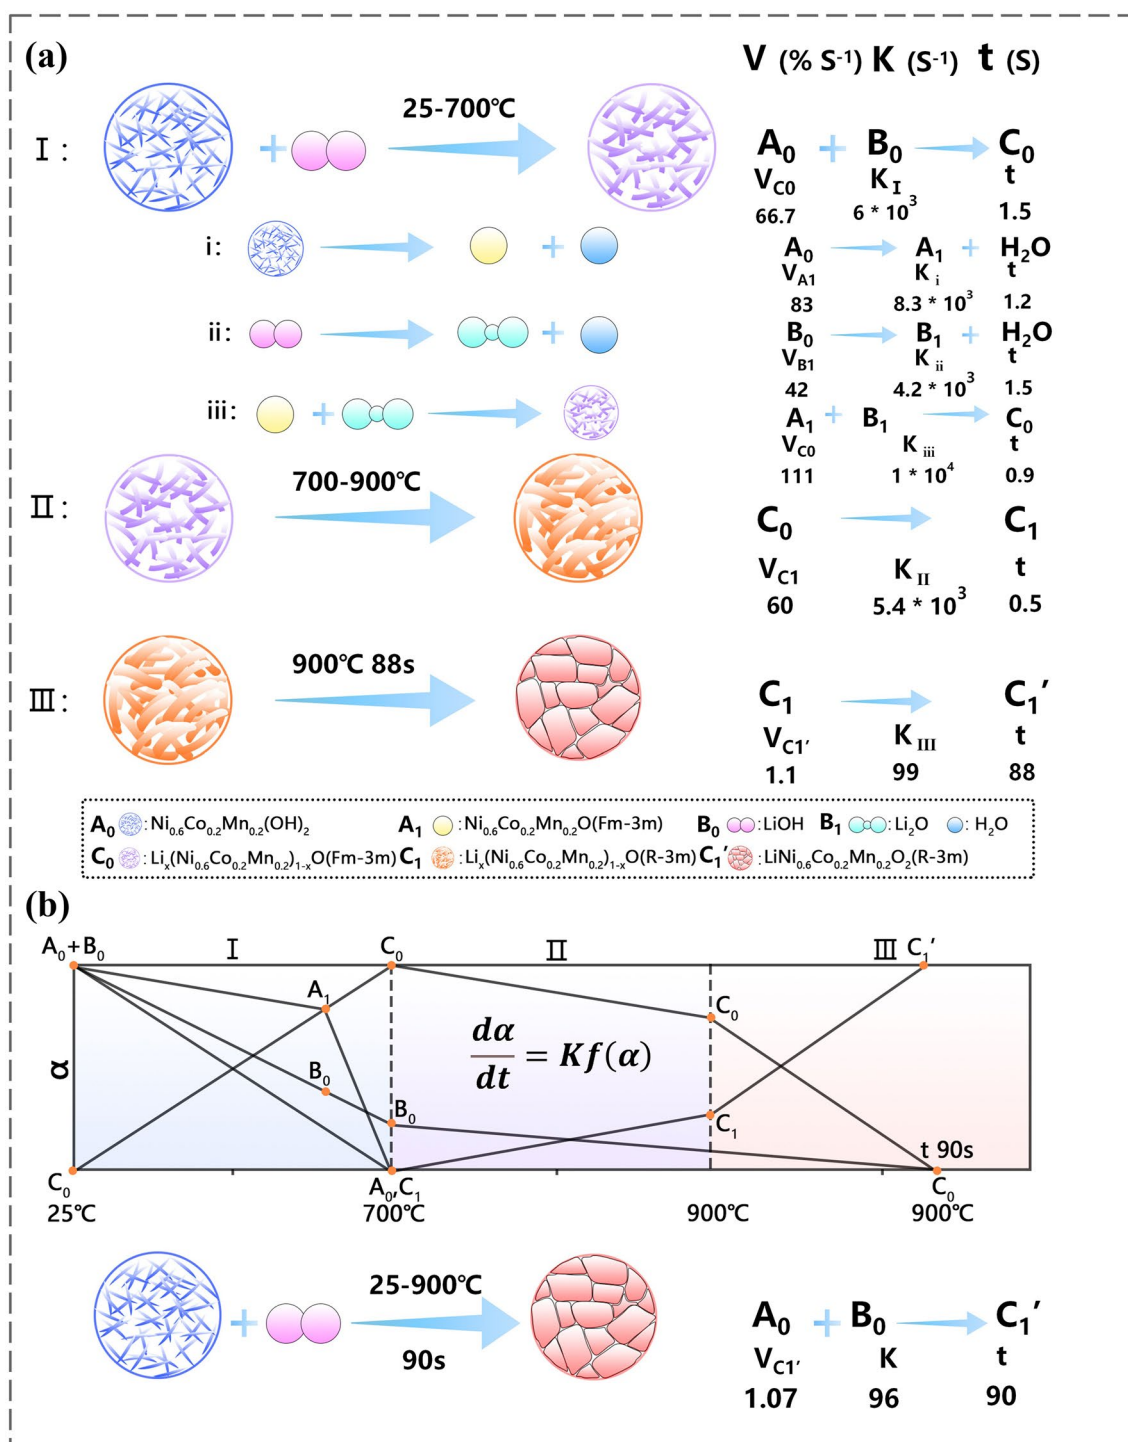 (a)
V (% S-1) K (S-1) t (S)
I:
+
25-700℃
A0 + B0 C0
VC0 KI t
66.7 6 * 10^3 1.5
i:
+
A0 A1 + H2O
VA1 Ki t
83 8.3 * 10^3 1.2
ii:
+
B0 B1 + H2O
VB1 Kii t
42 4.2 * 10^3 1.5
iii:
+
A1 + B1 C0
VC0 Kiii t
111 1 * 10^4 0.9
II:
700-900℃
C0 C1
VC1 KII t
60 5.4 * 10^3 0.5
III:
900℃ 88s
C1 C1′
VC1′ KIII t
1.1 99 88
A0 :Ni0.6Co0.2Mn0.2(OH)2 A1 :Ni0.6Co0.2Mn0.2O(Fm-3m) B0 :LiOH B1 :Li2O :H2O
C0 :Lix(Ni0.6Co0.2Mn0.2)1-xO(Fm-3m) C1 :Lix(Ni0.6Co0.2Mn0.2)1-xO(R-3m) C1′ :LiNi0.6Co0.2Mn0.2O2(R-3m)
(b)
A0+B0 I C0 II III C1′
A1
C0
dα/dt = Kf(α)
α
B0
B0
C1
t 90s
C0 A0,C1 C0
25℃ 700℃ 900℃ 900℃
+
25-900℃
90s
A0 + B0 C1′
VC1′ K t
1.07 96 90